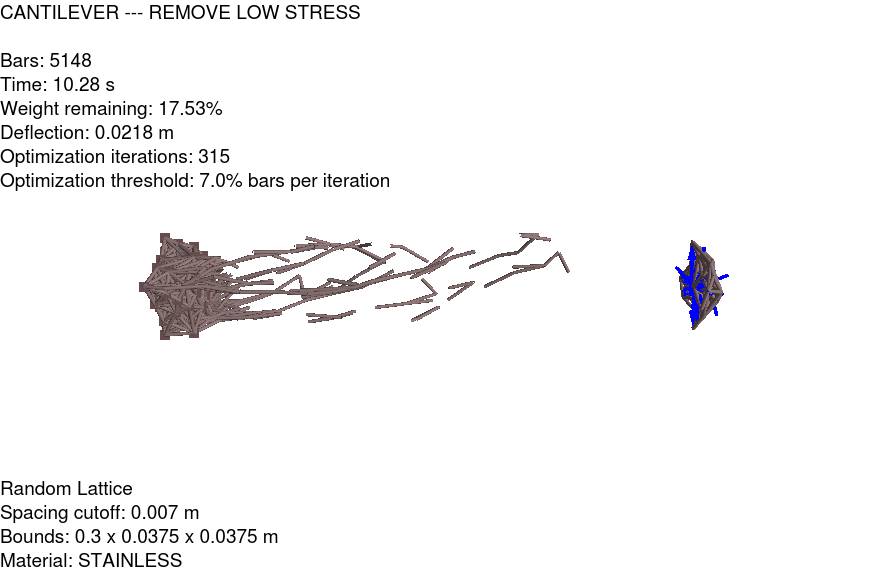 CANTILEVER --- REMOVE LOW STRESS
Bars: 5148
Time: 10.28 s
Weight remaining: 17.53%
Deflection: 0.0218 m
Optimization iterations: 315
Optimization threshold: 7.0% bars per iteration
Random Lattice
Spacing cutoff: 0.007 m
Bounds: 0.3 x 0.0375 x 0.0375 m
Material: STAINLESS